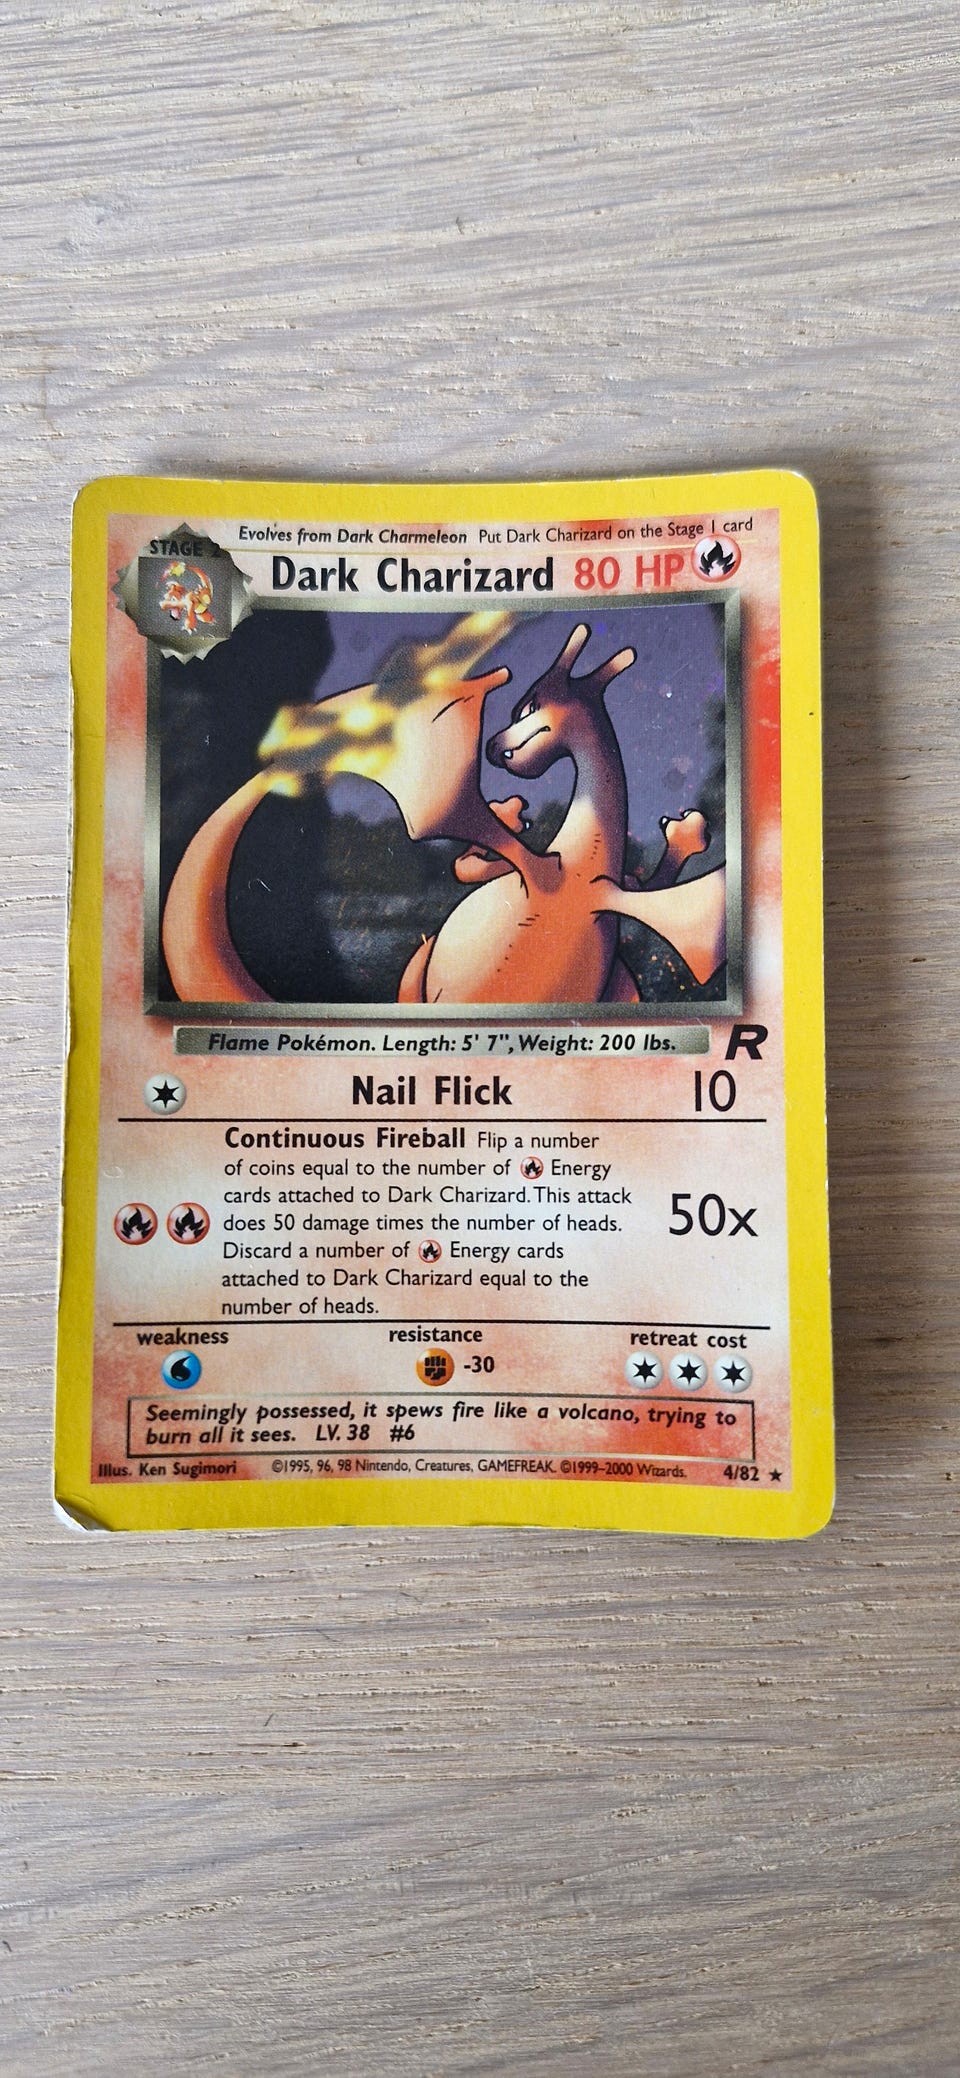 Evolves from Dark Charmeleon Put Dark Charizard on the Stage 1 card
STAGE 2
Dark Charizard 80 HP
Flame Pokémon. Length: 5' 7", Weight: 200 lbs.
R
Nail Flick 10
Continuous Fireball Flip a number
of coins equal to the number of Energy
cards attached to Dark Charizard. This attack
does 50 damage times the number of heads.
50x
Discard a number of Energy cards
attached to Dark Charizard equal to the
number of heads.
weakness resistance retreat cost
-30
Seemingly possessed, it spews fire like a volcano, trying to
burn all it sees. LV. 38 #6
Illus. Ken Sugimori ©1995, 96, 98 Nintendo, Creatures, GAMEFREAK. ©1999-2000 Wizards. 4/82 ★